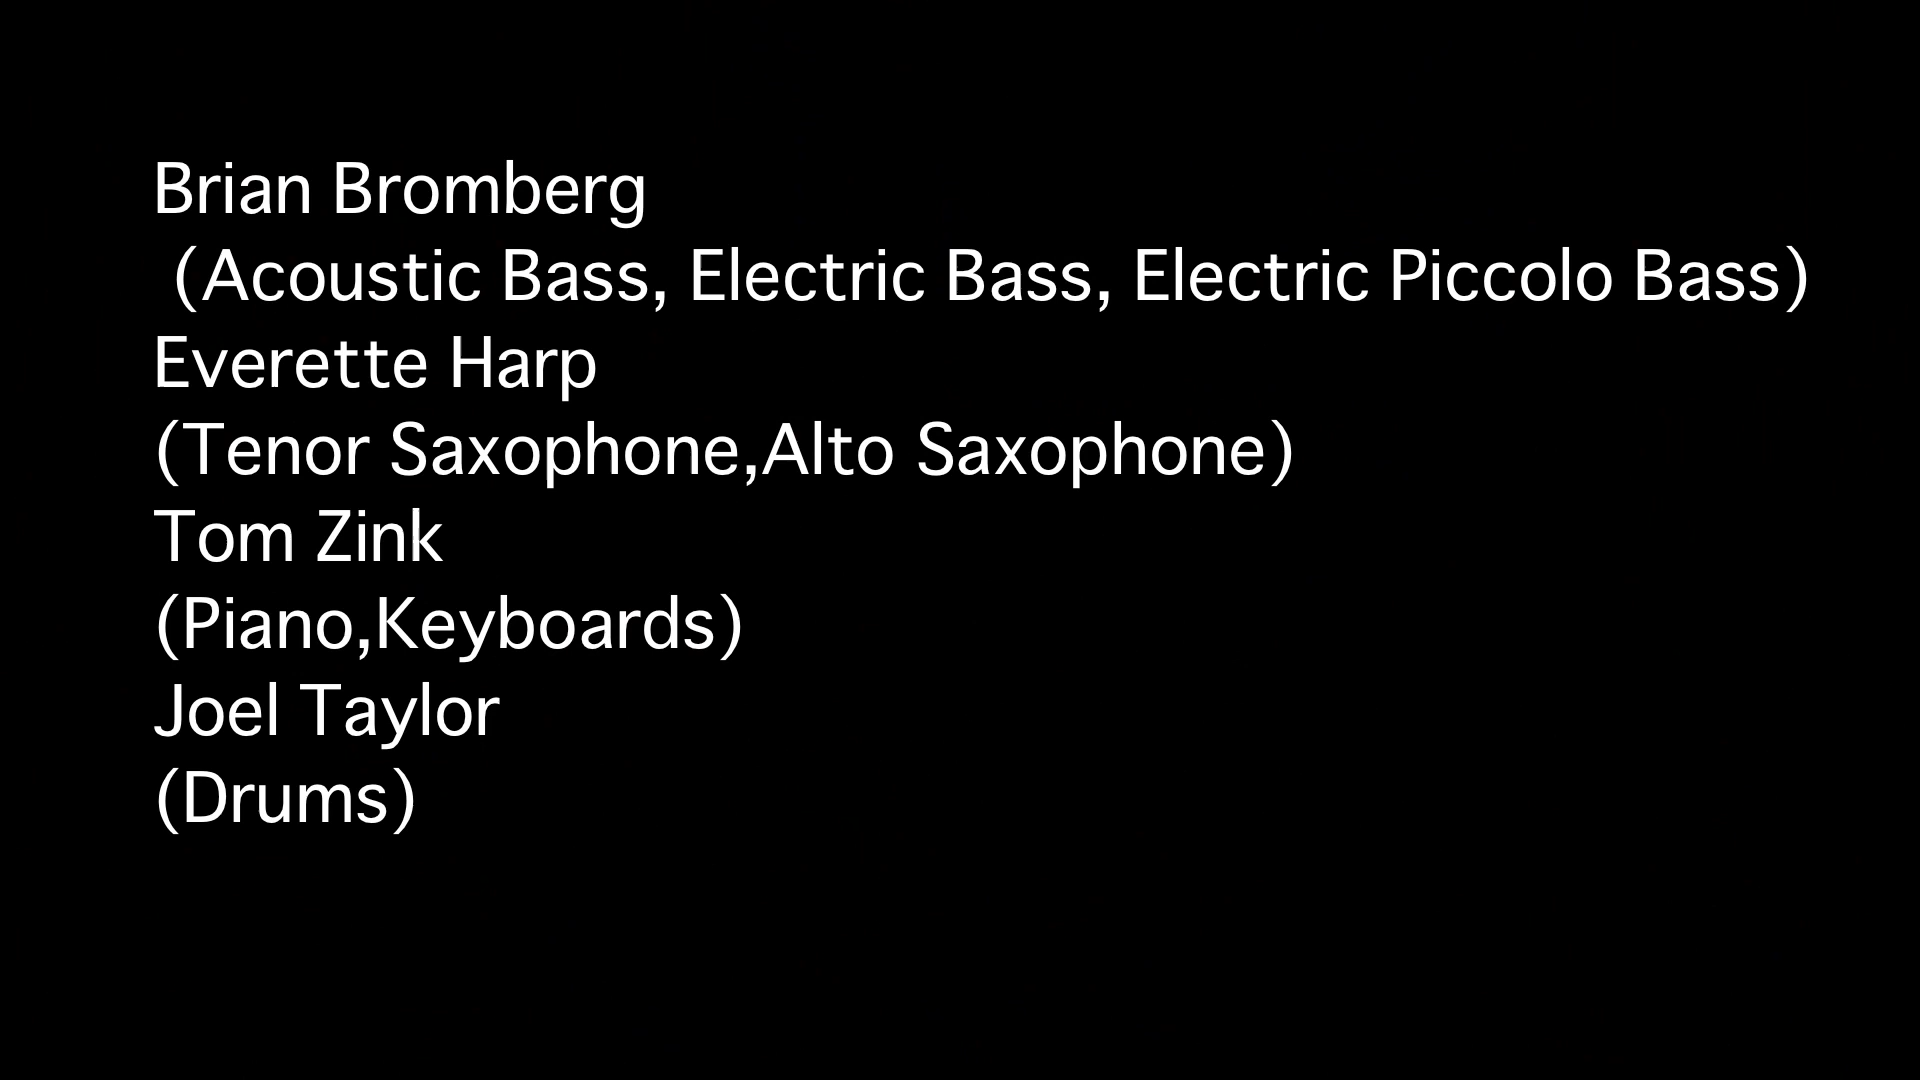 Brian Bromberg
(Acoustic Bass, Electric Bass, Electric Piccolo Bass)
Everette Harp
(Tenor Saxophone,Alto Saxophone)
Tom Zink
(Piano,Keyboards)
Joel Taylor
(Drums)